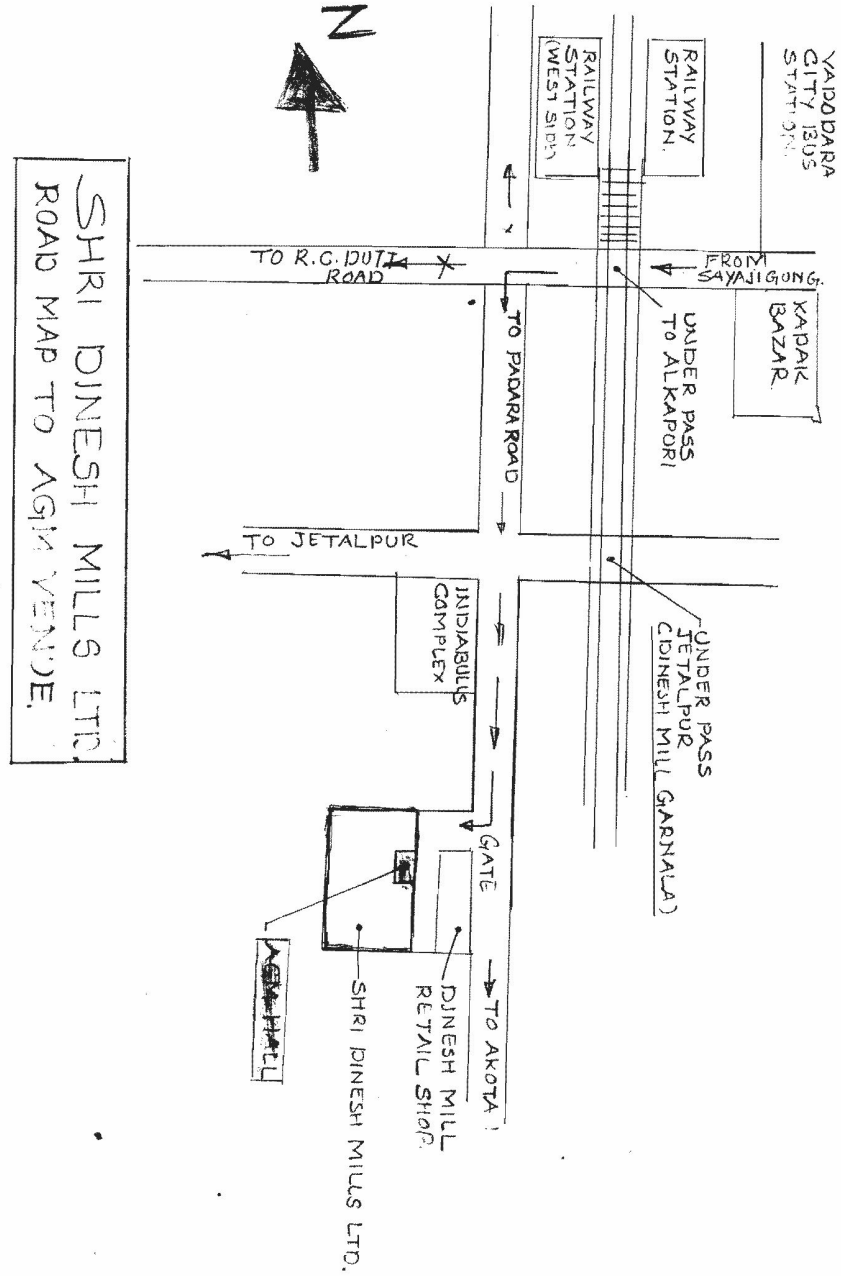 N
VADODARA
CITY BUS
STATION.
RAILWAY
STATION.
RAILWAY
STATION
(WEST SIDE)
FROM
SAYAJIGUNG.
TO R.C. DUTT
ROAD
KADAK
BAZAR
UNDER PASS
TO ALKAPORI
TO PADARA ROAD
TO JETALPUR
INDIABULLS
COMPLEX
UNDER PASS
JETALPUR
(DINESH MILL GARNALA)
GATE
TO AKOTA
DINESH MILL
RETAIL SHOP.
SHRI DINESH MILLS LTD.
AGM HALL
SHRI DINESH MILLS LTD.
ROAD MAP TO AGM VENUE.